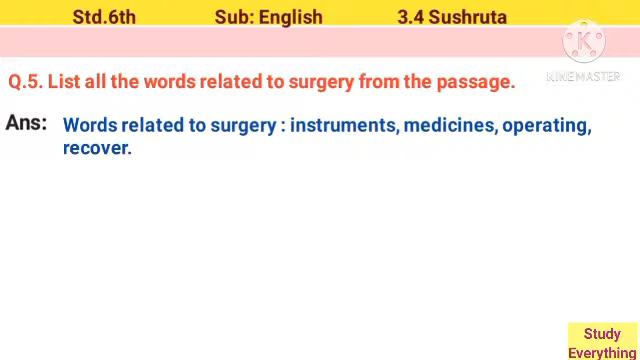 Std.6th Sub: English 3.4 Sushruta
K
KINEMASTER
Q.5. List all the words related to surgery from the passage.
Ans: Words related to surgery : instruments, medicines, operating,
recover.
Study
Everything